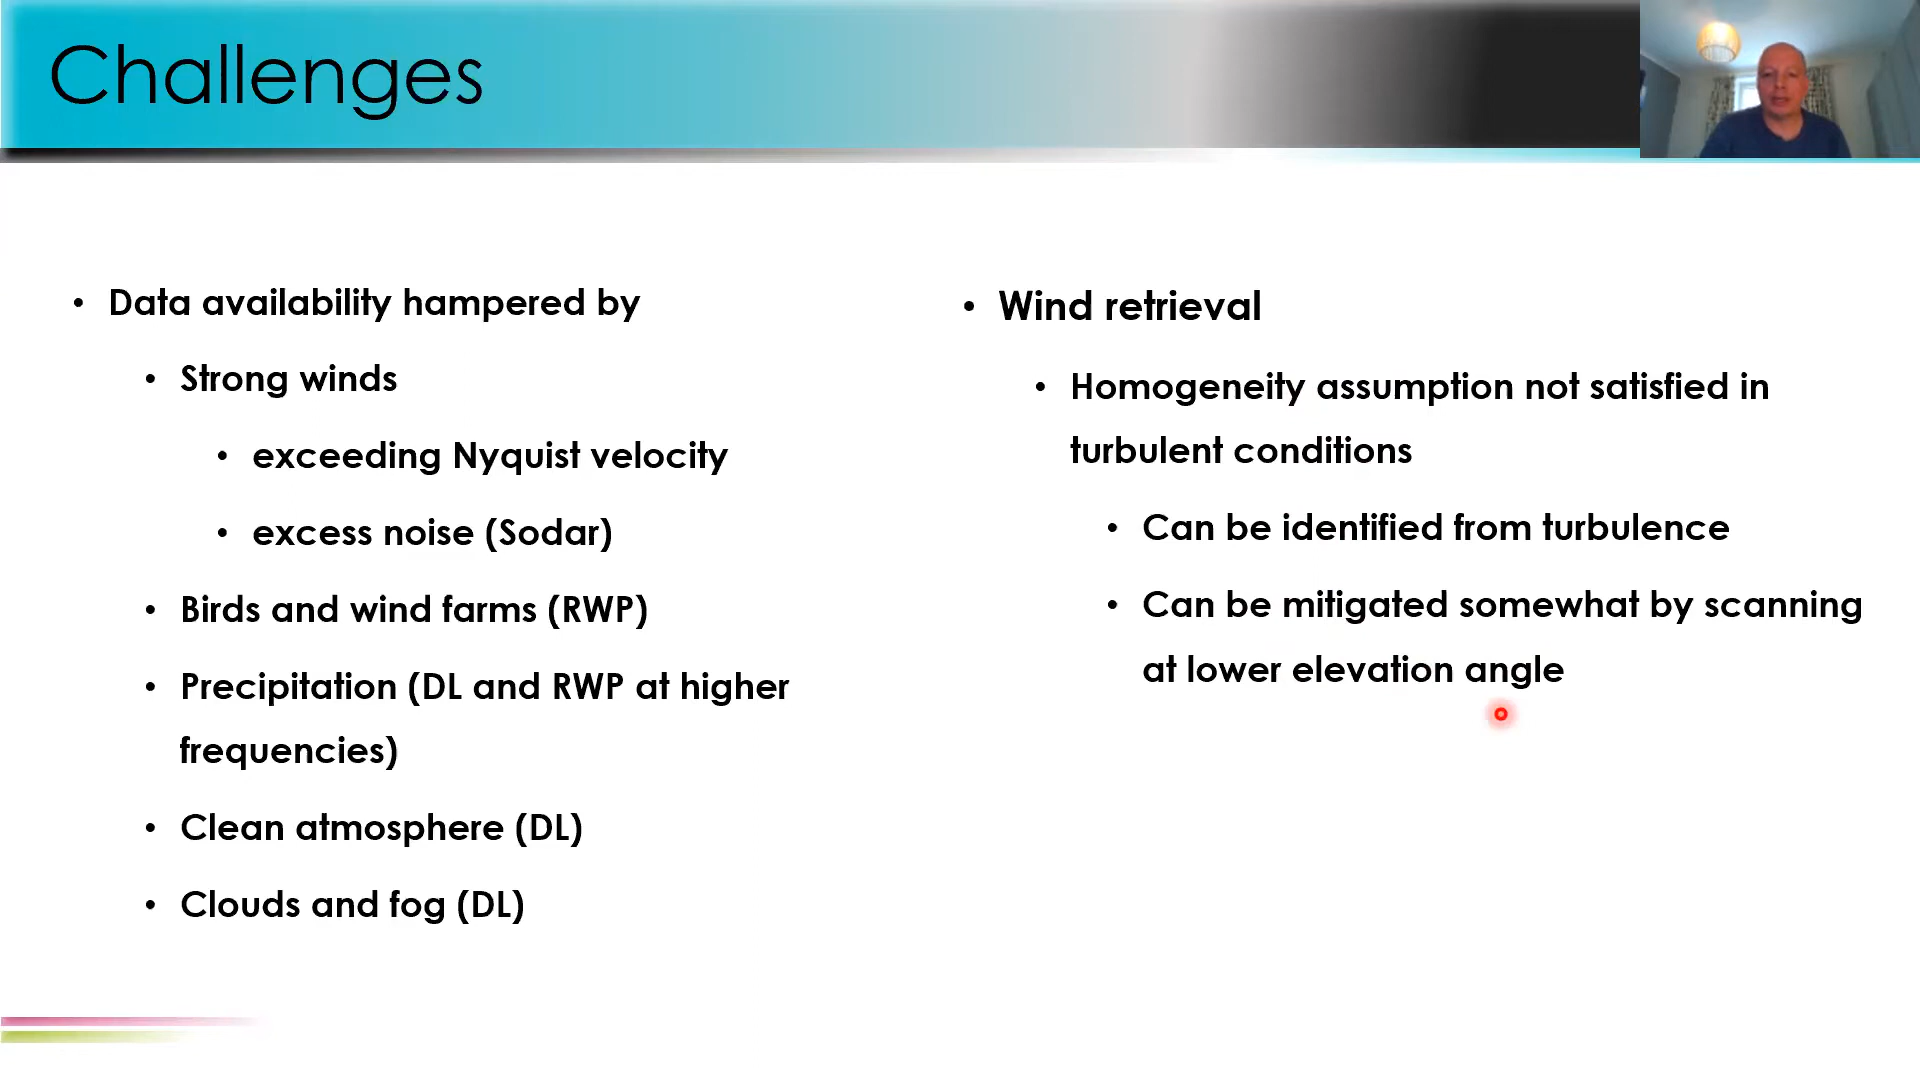 Challenges
Data availability hampered by
Strong winds
exceeding Nyquist velocity
excess noise (Sodar)
Birds and wind farms (RWP)
Precipitation (DL and RWP at higher
frequencies)
Clean atmosphere (DL)
Clouds and fog (DL)
Wind retrieval
Homogeneity assumption not satisfied in
turbulent conditions
Can be identified from turbulence
Can be mitigated somewhat by scanning
at lower elevation angle